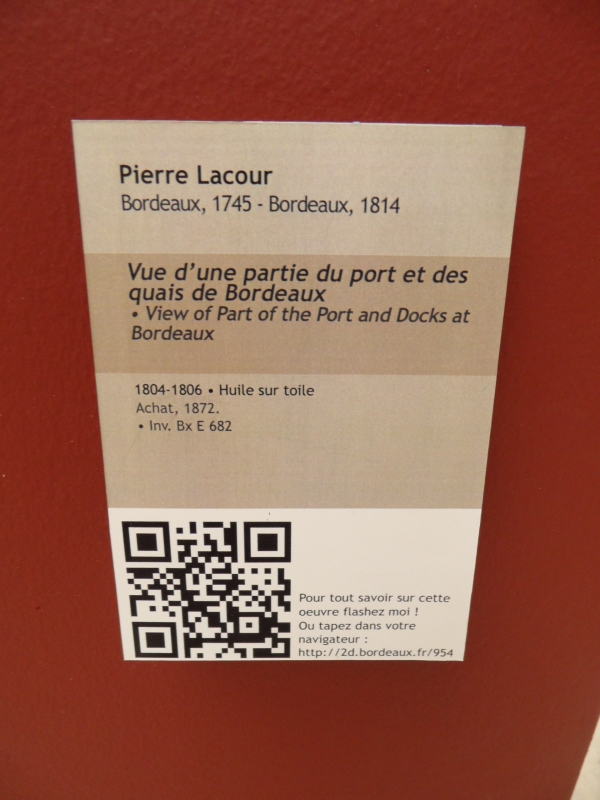 Pierre Lacour
Bordeaux, 1745 - Bordeaux, 1814
Vue d'une partie du port et des
quais de Bordeaux
• View of Part of the Port and Docks at
Bordeaux
1804-1806 • Huile sur toile
Achat, 1872.
• Inv. Bx E 682
Pour tout savoir sur cette
oeuvre flashez moi !
Ou tapez dans votre
navigateur :
http://2d.bordeaux.fr/954